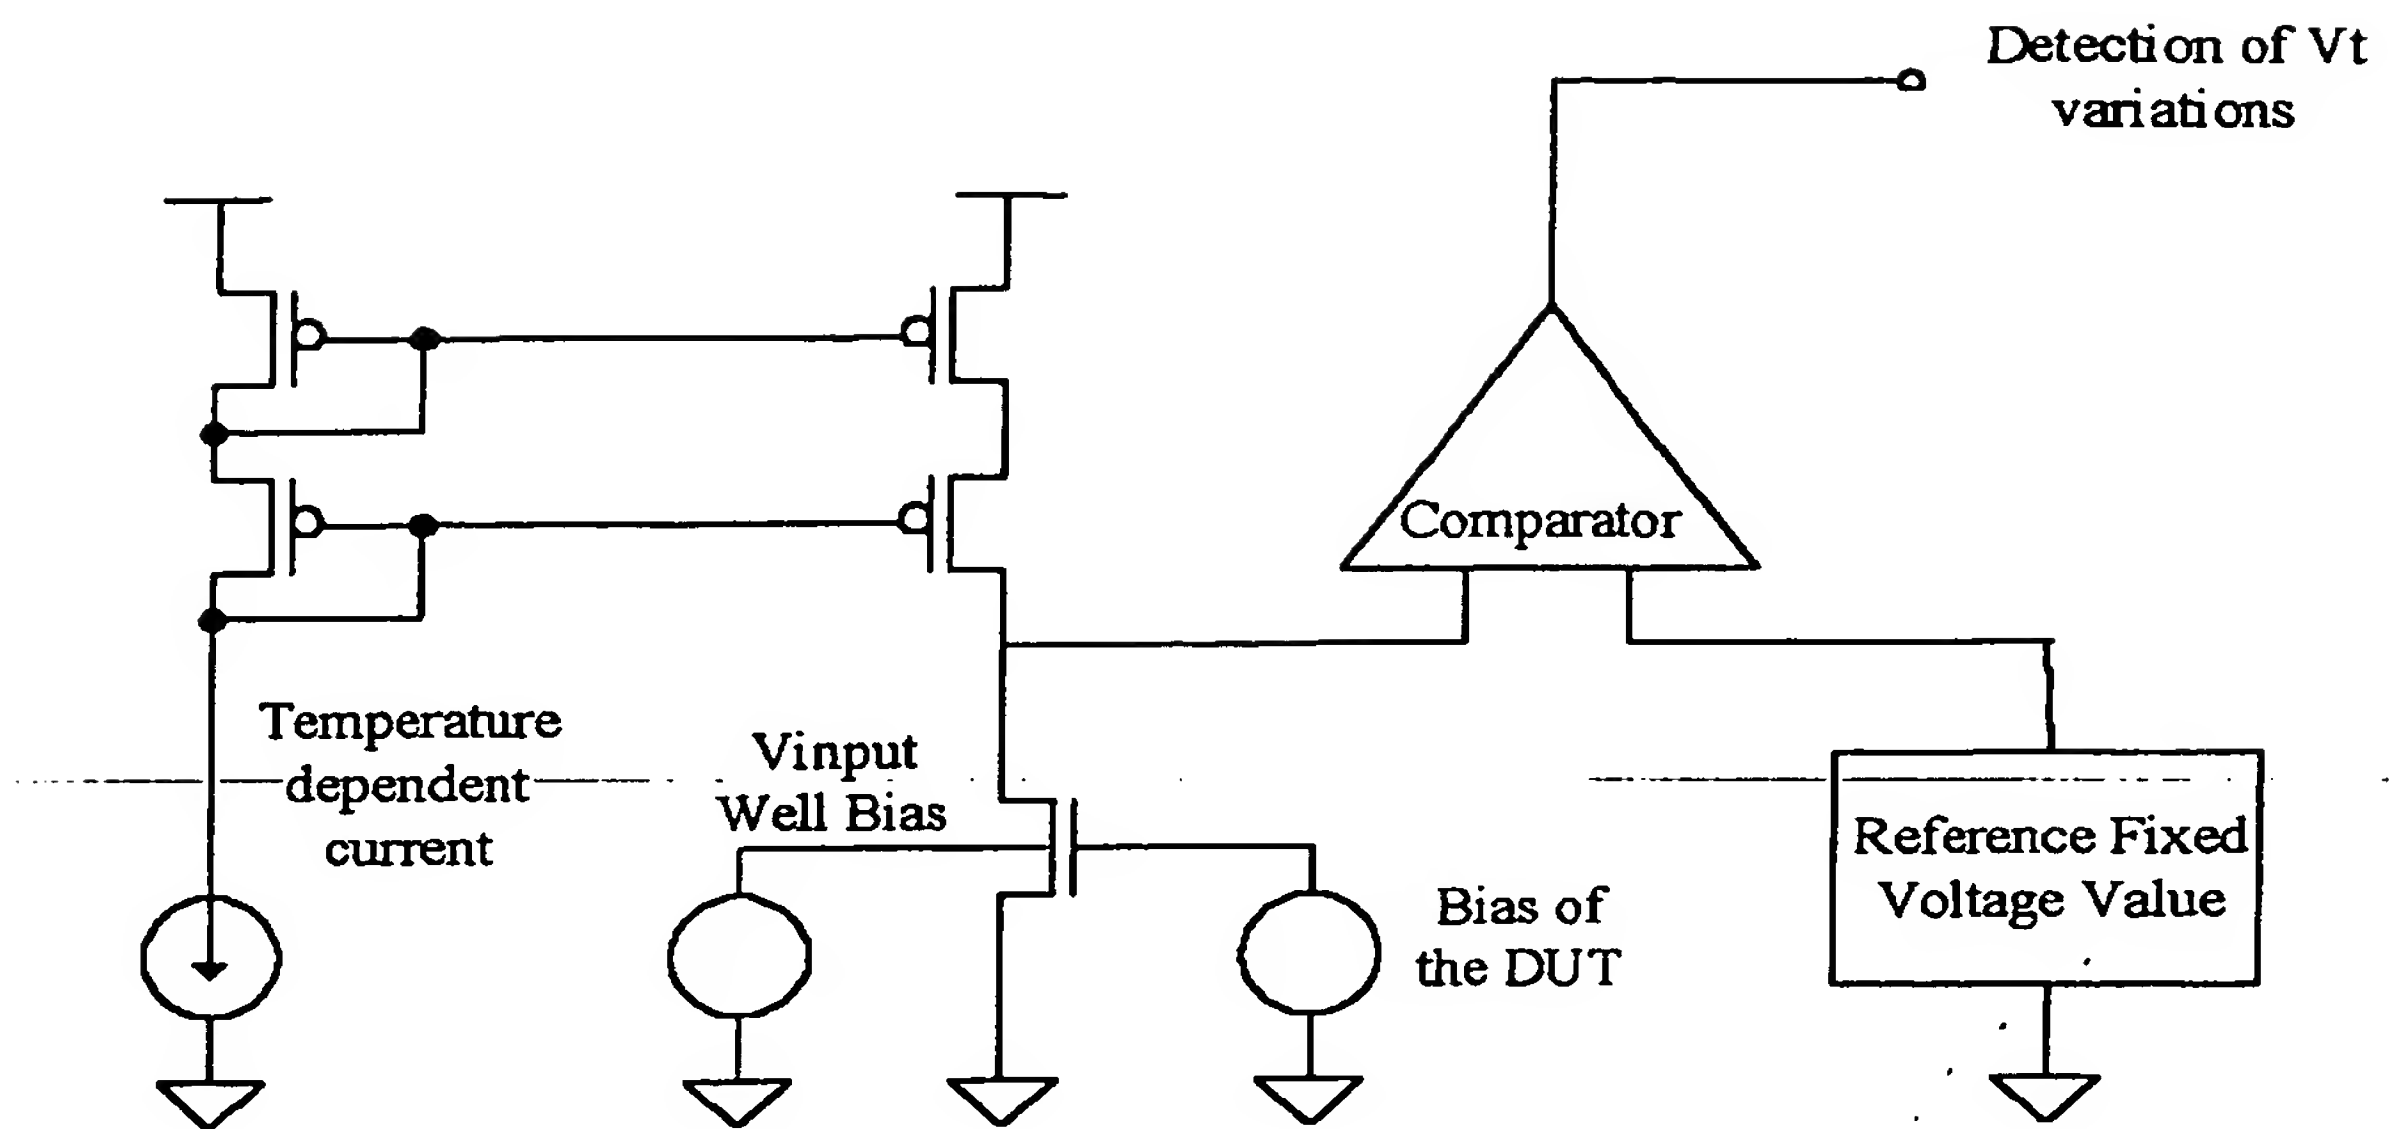 Detection of Vt
variations
Comparator
Temperature
dependent
current
Vinput
Well Bias
Bias of
the DUT
Reference Fixed
Voltage Value